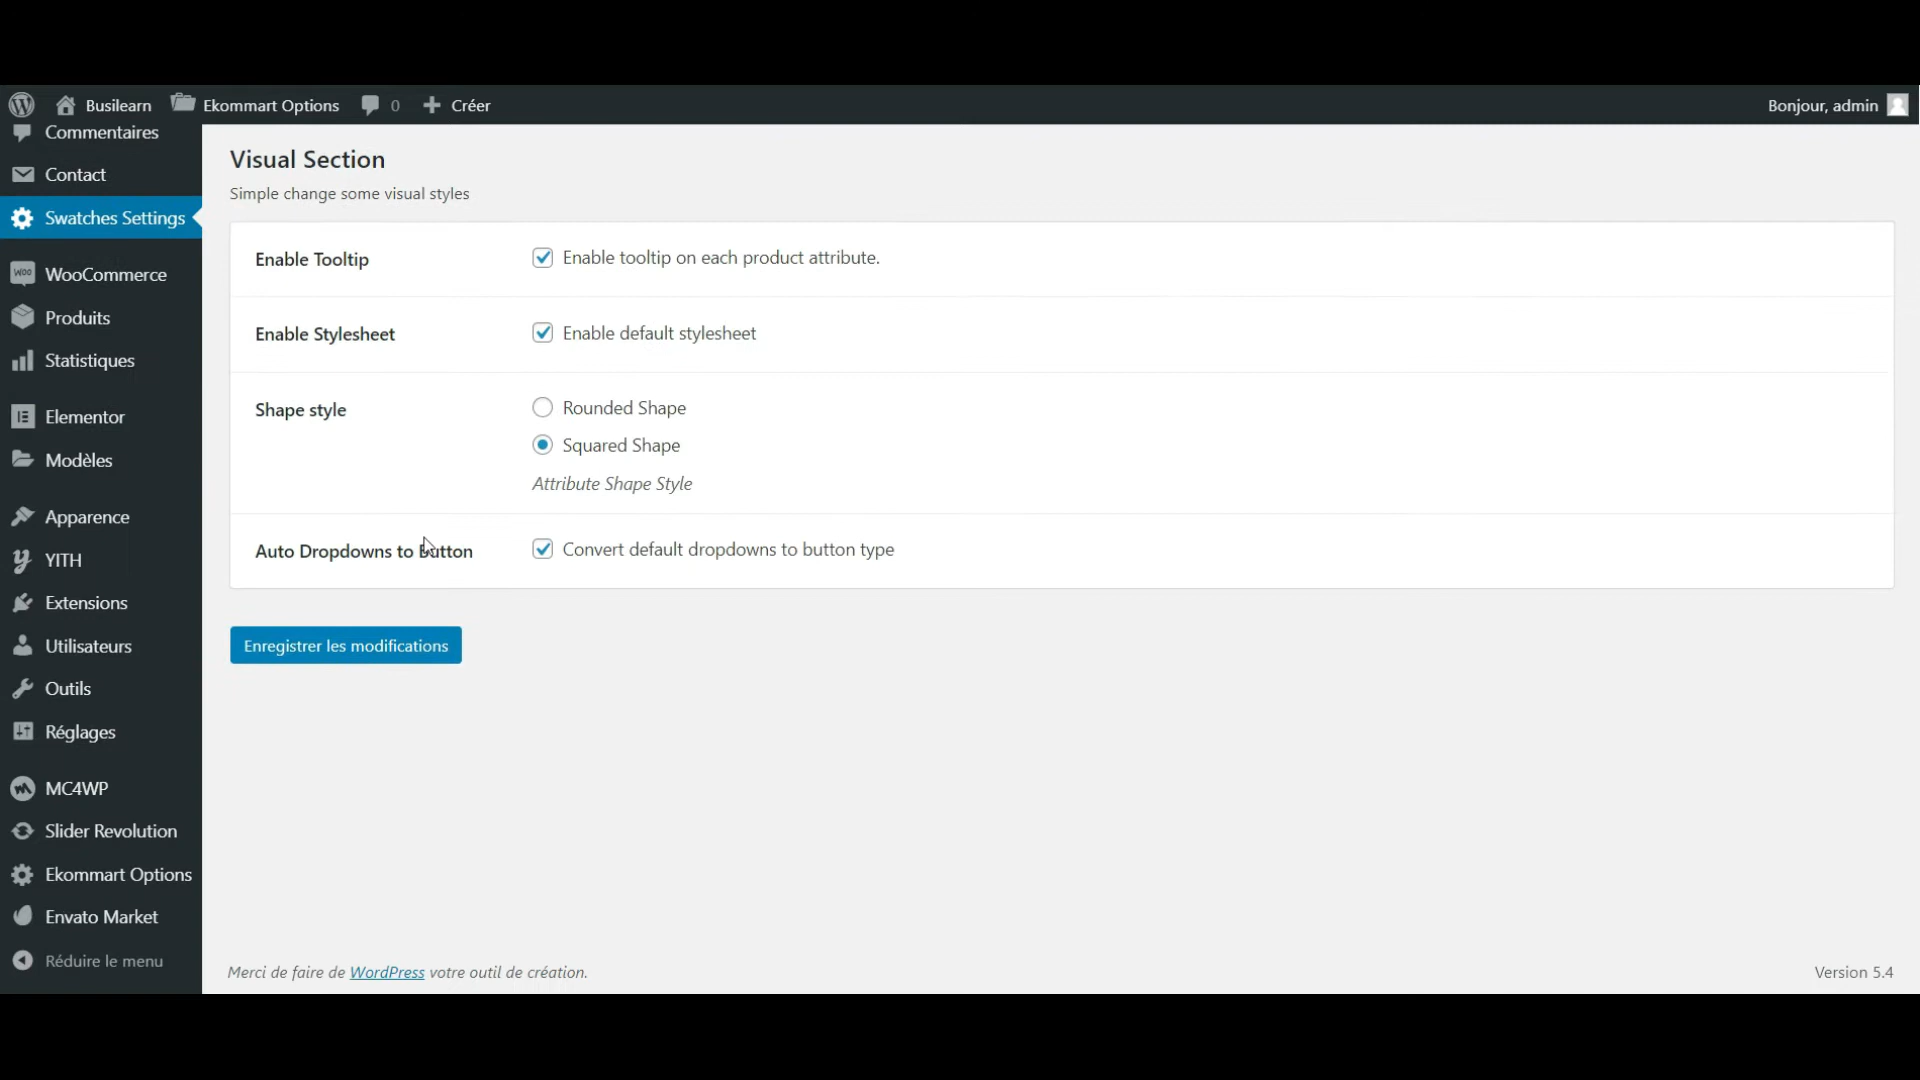 Busilearn Ekommart Options 0 Créer Bonjour, admin
Commentaires
Contact
Swatches Settings
WooCommerce
Produits
Statistiques
Elementor
Modèles
Apparence
YITH
Extensions
Utilisateurs
Outils
Réglages
MC4WP
Slider Revolution
Ekommart Options
Envato Market
Réduire le menu
Visual Section
Simple change some visual styles
Enable Tooltip Enable tooltip on each product attribute.
Enable Stylesheet Enable default stylesheet
Shape style Rounded Shape
Squared Shape
Attribute Shape Style
Auto Dropdowns to Button Convert default dropdowns to button type
Enregistrer les modifications
Merci de faire de WordPress votre outil de création. Version 5.4